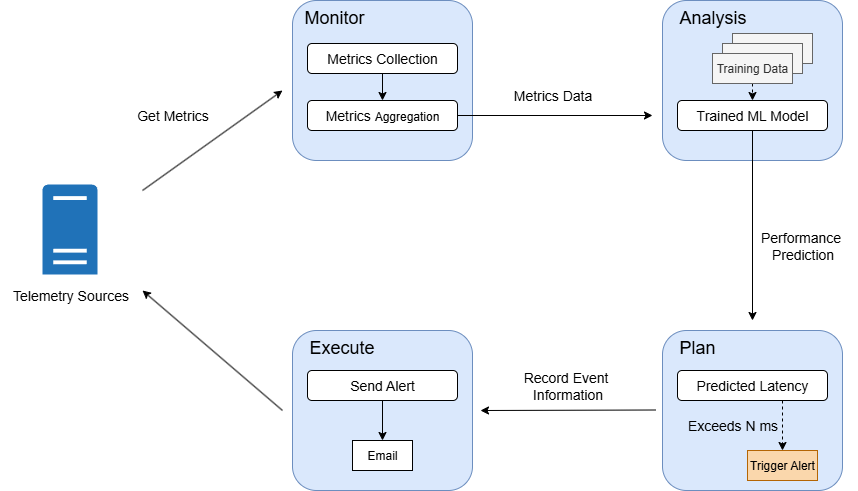 Monitor
Metrics Collection
Metrics Aggregation
Get Metrics
Metrics Data
Analysis
Training Data
Trained ML Model
Performance
Prediction
Telemetry Sources
Execute
Send Alert
Email
Record Event
Information
Plan
Predicted Latency
Exceeds N ms
Trigger Alert